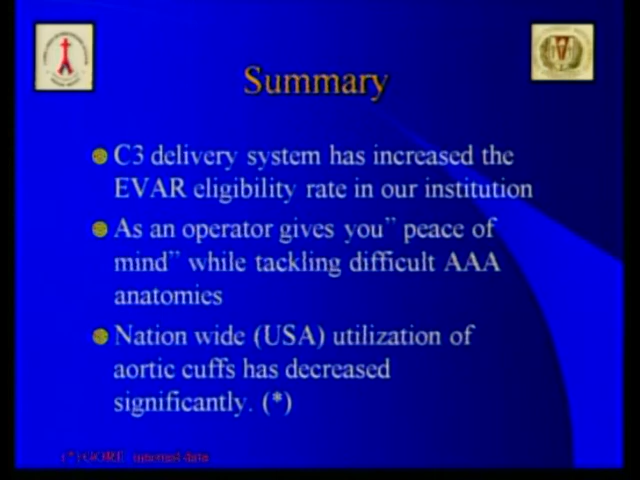 Summary
C3 delivery system has increased the
EVAR eligibility rate in our institution
As an operator gives you” peace of
mind” while tackling difficult AAA
anatomies
Nation wide (USA) utilization of
aortic cuffs has decreased
significantly. (*)
(*) GORE data